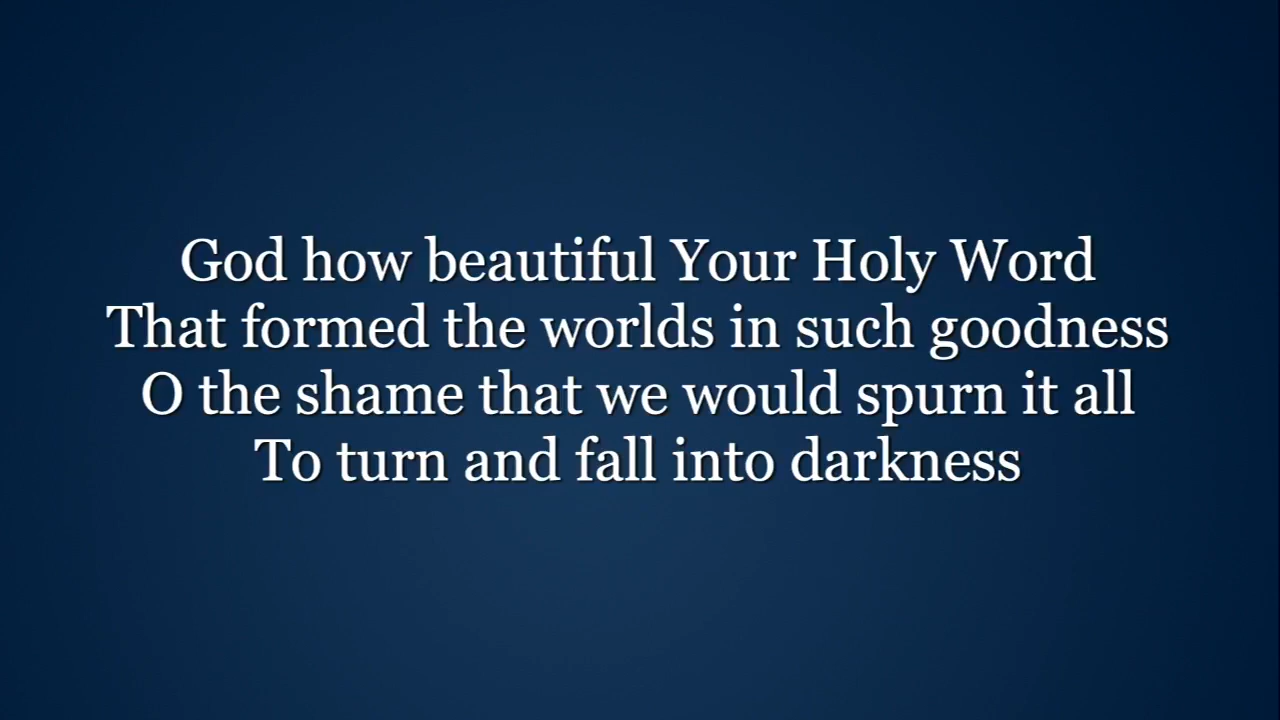 God how beautiful Your Holy Word
That formed the worlds in such goodness
O the shame that we would spurn it all
To turn and fall into darkness